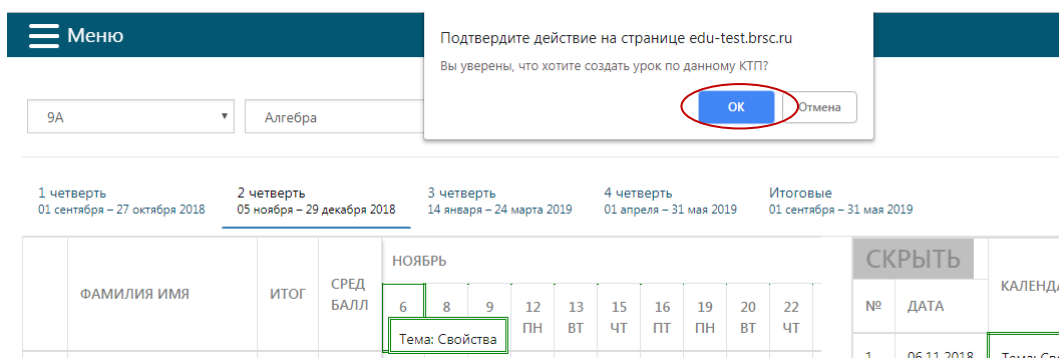 Меню
Подтвердите действие на странице edu-test.brsc.ru
Вы уверены, что хотите создать урок по данному КТП?
ОК
Отмена
9А
Алгебра
1 четверть
01 сентября – 27 октября 2018
2 четверть
05 ноября – 29 декабря 2018
3 четверть
14 января – 24 марта 2019
4 четверть
01 апреля – 31 мая 2019
Итоговые
01 сентября – 31 мая 2019
ФАМИЛИЯ ИМЯ
ИТОГ
СРЕД
БАЛЛ
НОЯБРЬ
6 8 9 12 13 15 16 19 20 22
ПН ВТ ЧТ ПТ ПН ВТ ЧТ
Тема: Свойства
СКРЫТЬ
КАЛЕНДА
№ ДАТА
1 06.11.2018